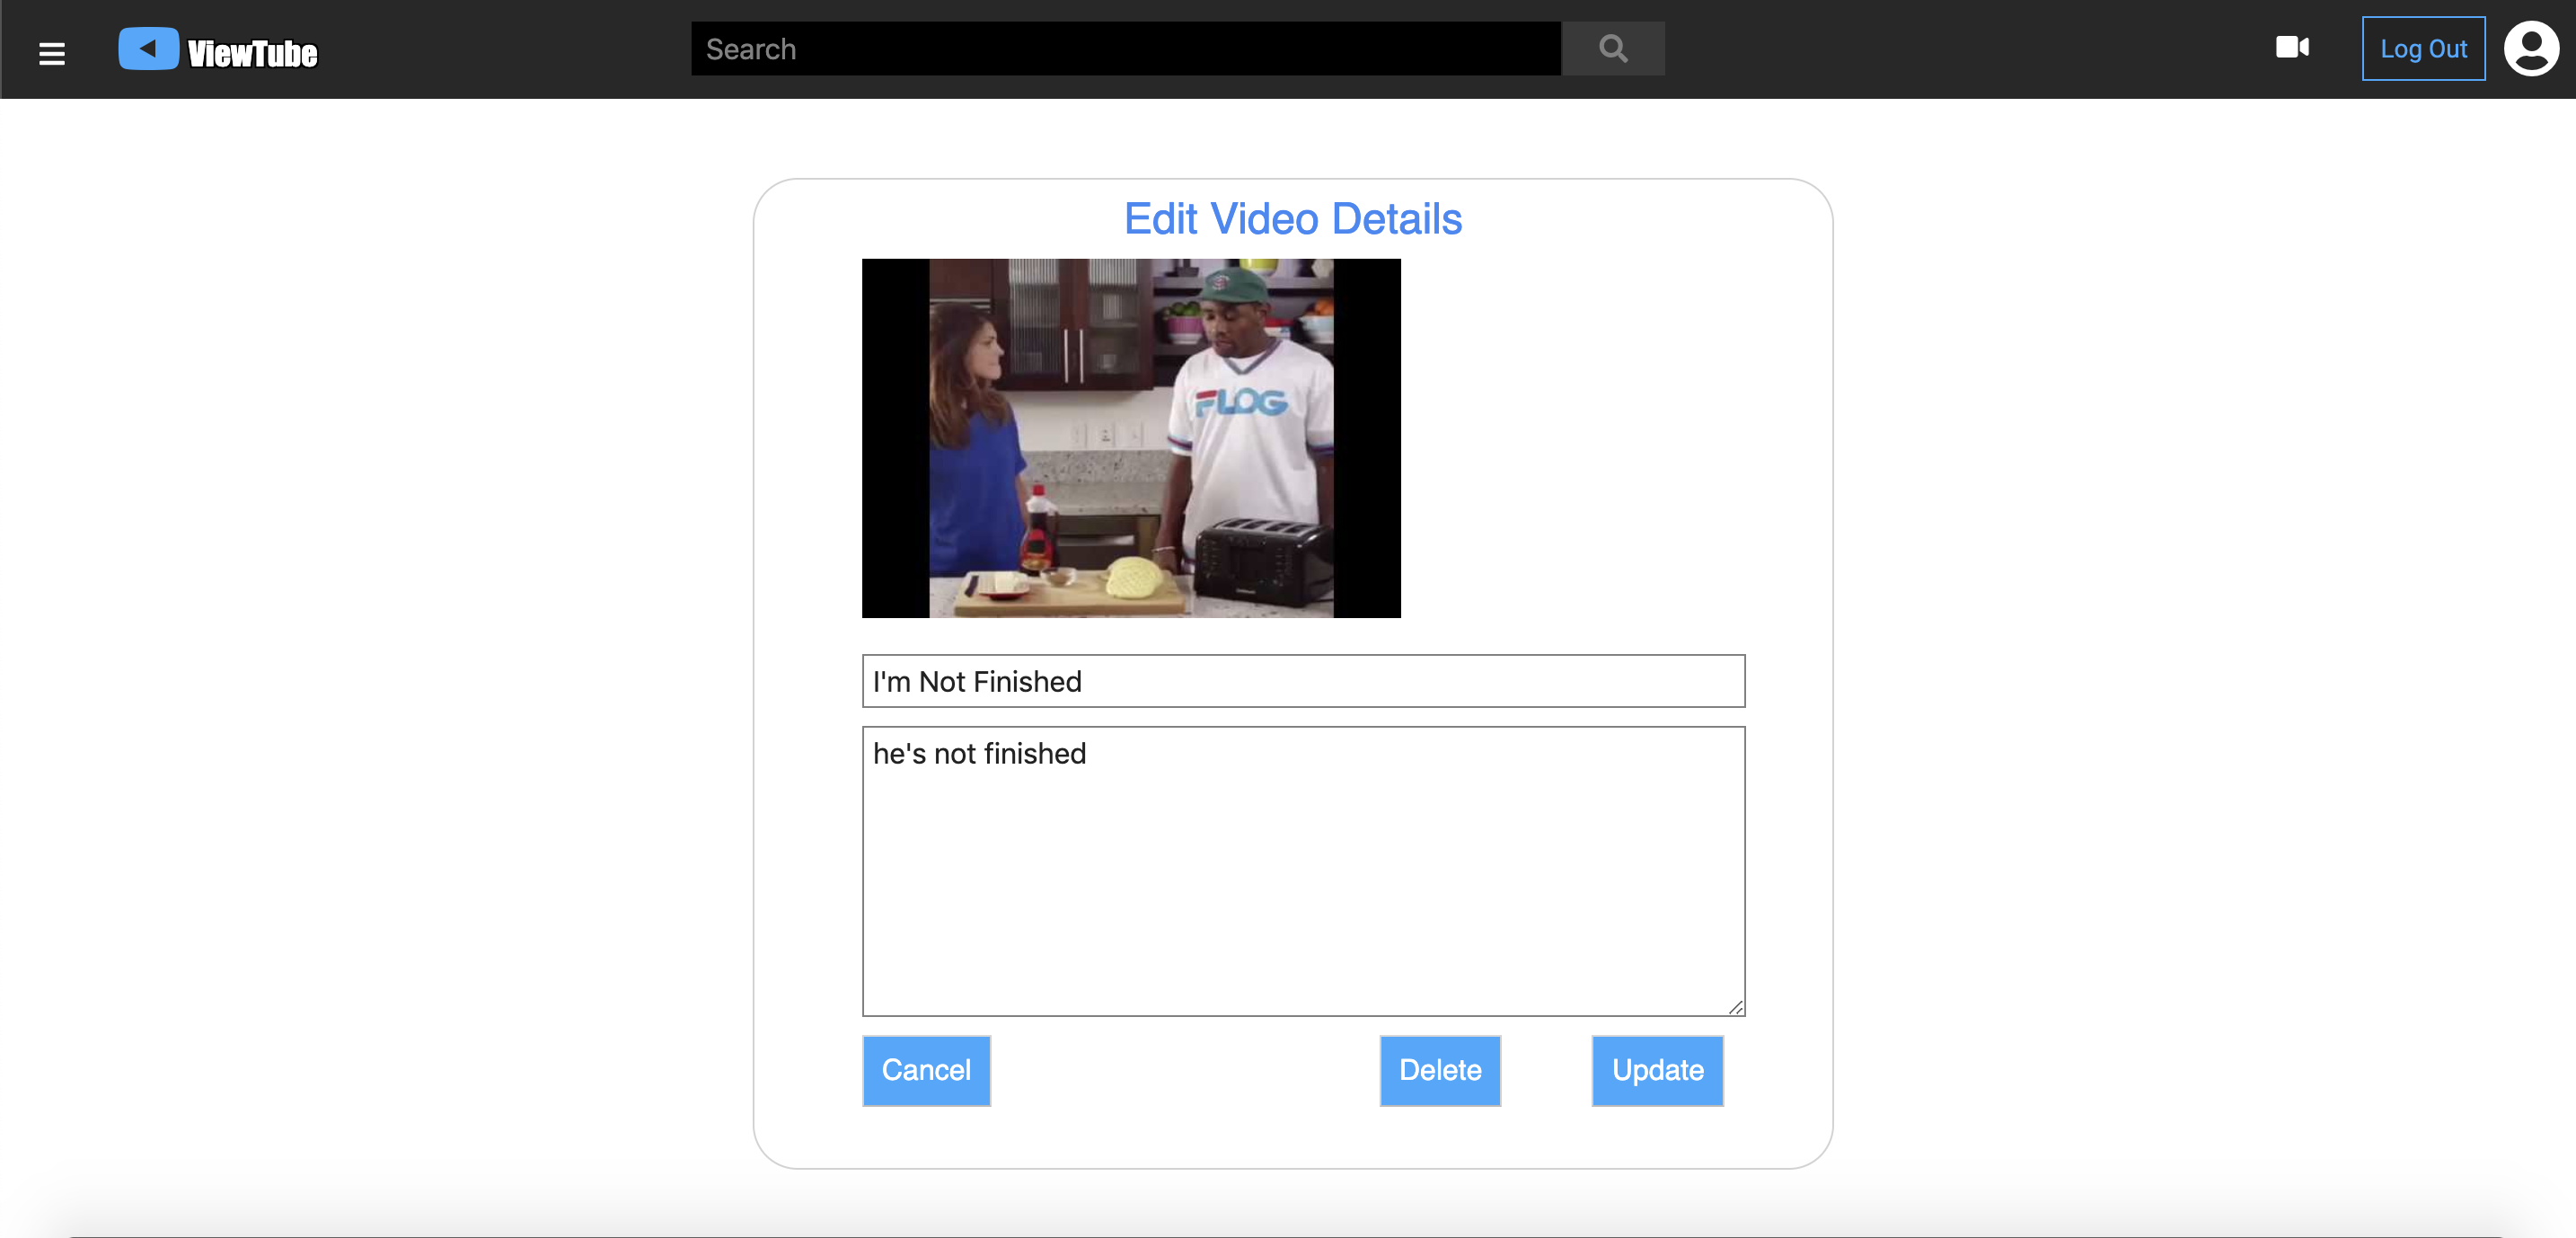 ViewTube
Search
Log Out
Edit Video Details
FLOG
I'm Not Finished
he's not finished
Cancel
Delete
Update